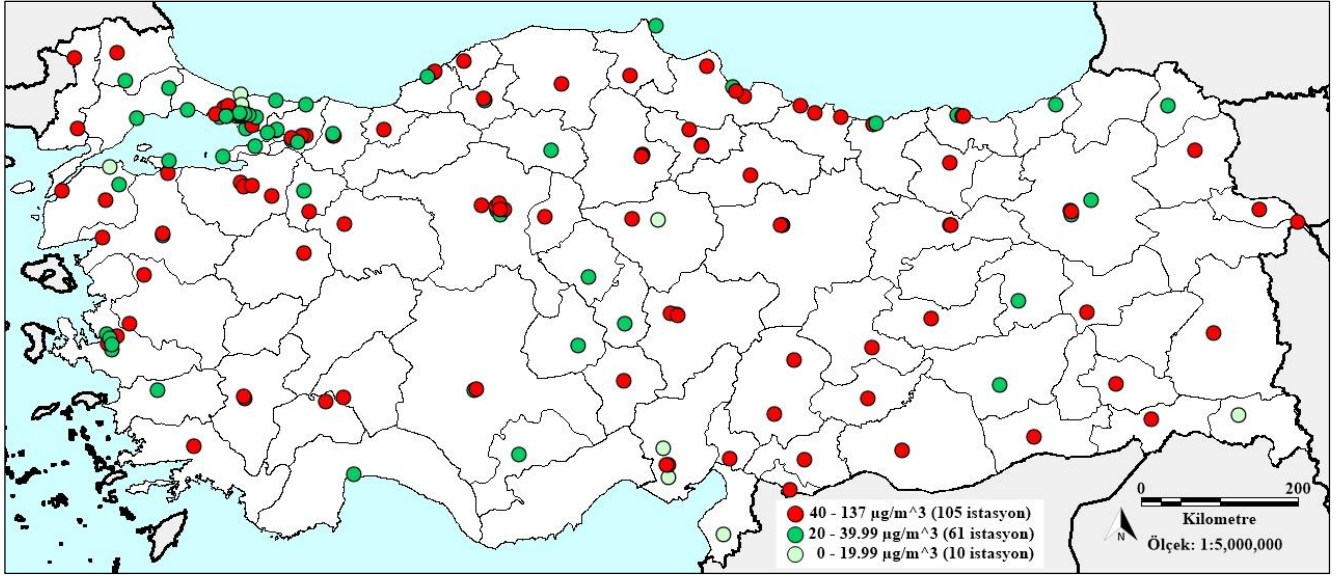 40 - 137 µg/m^3 (105 istasyon)
20 - 39.99 µg/m^3 (61 istasyon)
0 - 19.99 µg/m^3 (10 istasyon)
0 200
Kilometre
N
Ölçek: 1:5,000,000